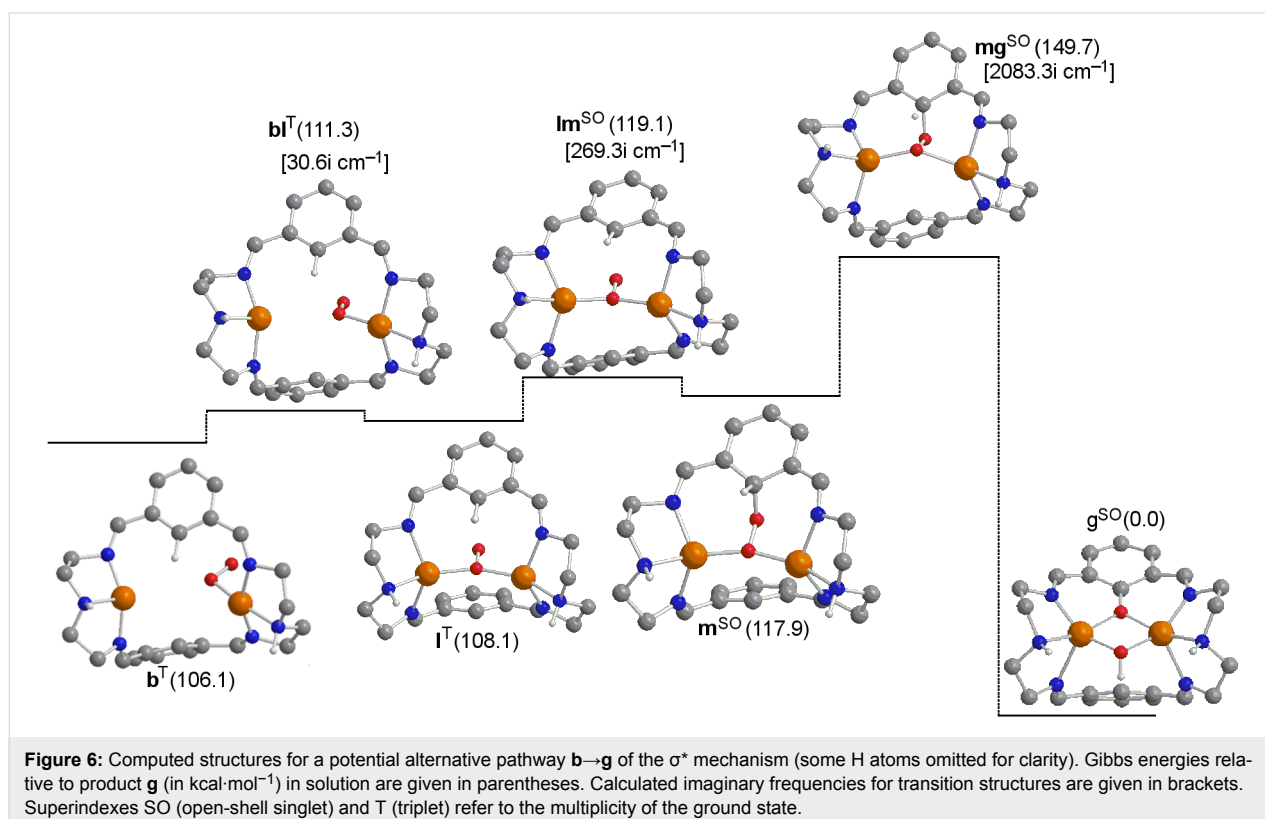 mg^SO (149.7)
[2083.3i cm⁻¹]
bl^T (111.3)
[30.6i cm⁻¹]
lm^SO (119.1)
[269.3i cm⁻¹]
b^T (106.1)
l^T (108.1)
m^SO (117.9)
g^SO (0.0)
Figure 6: Computed structures for a potential alternative pathway b→g of the σ* mechanism (some H atoms omitted for clarity). Gibbs energies rela-
tive to product g (in kcal·mol⁻¹) in solution are given in parentheses. Calculated imaginary frequencies for transition structures are given in brackets.
Superindexes SO (open-shell singlet) and T (triplet) refer to the multiplicity of the ground state.